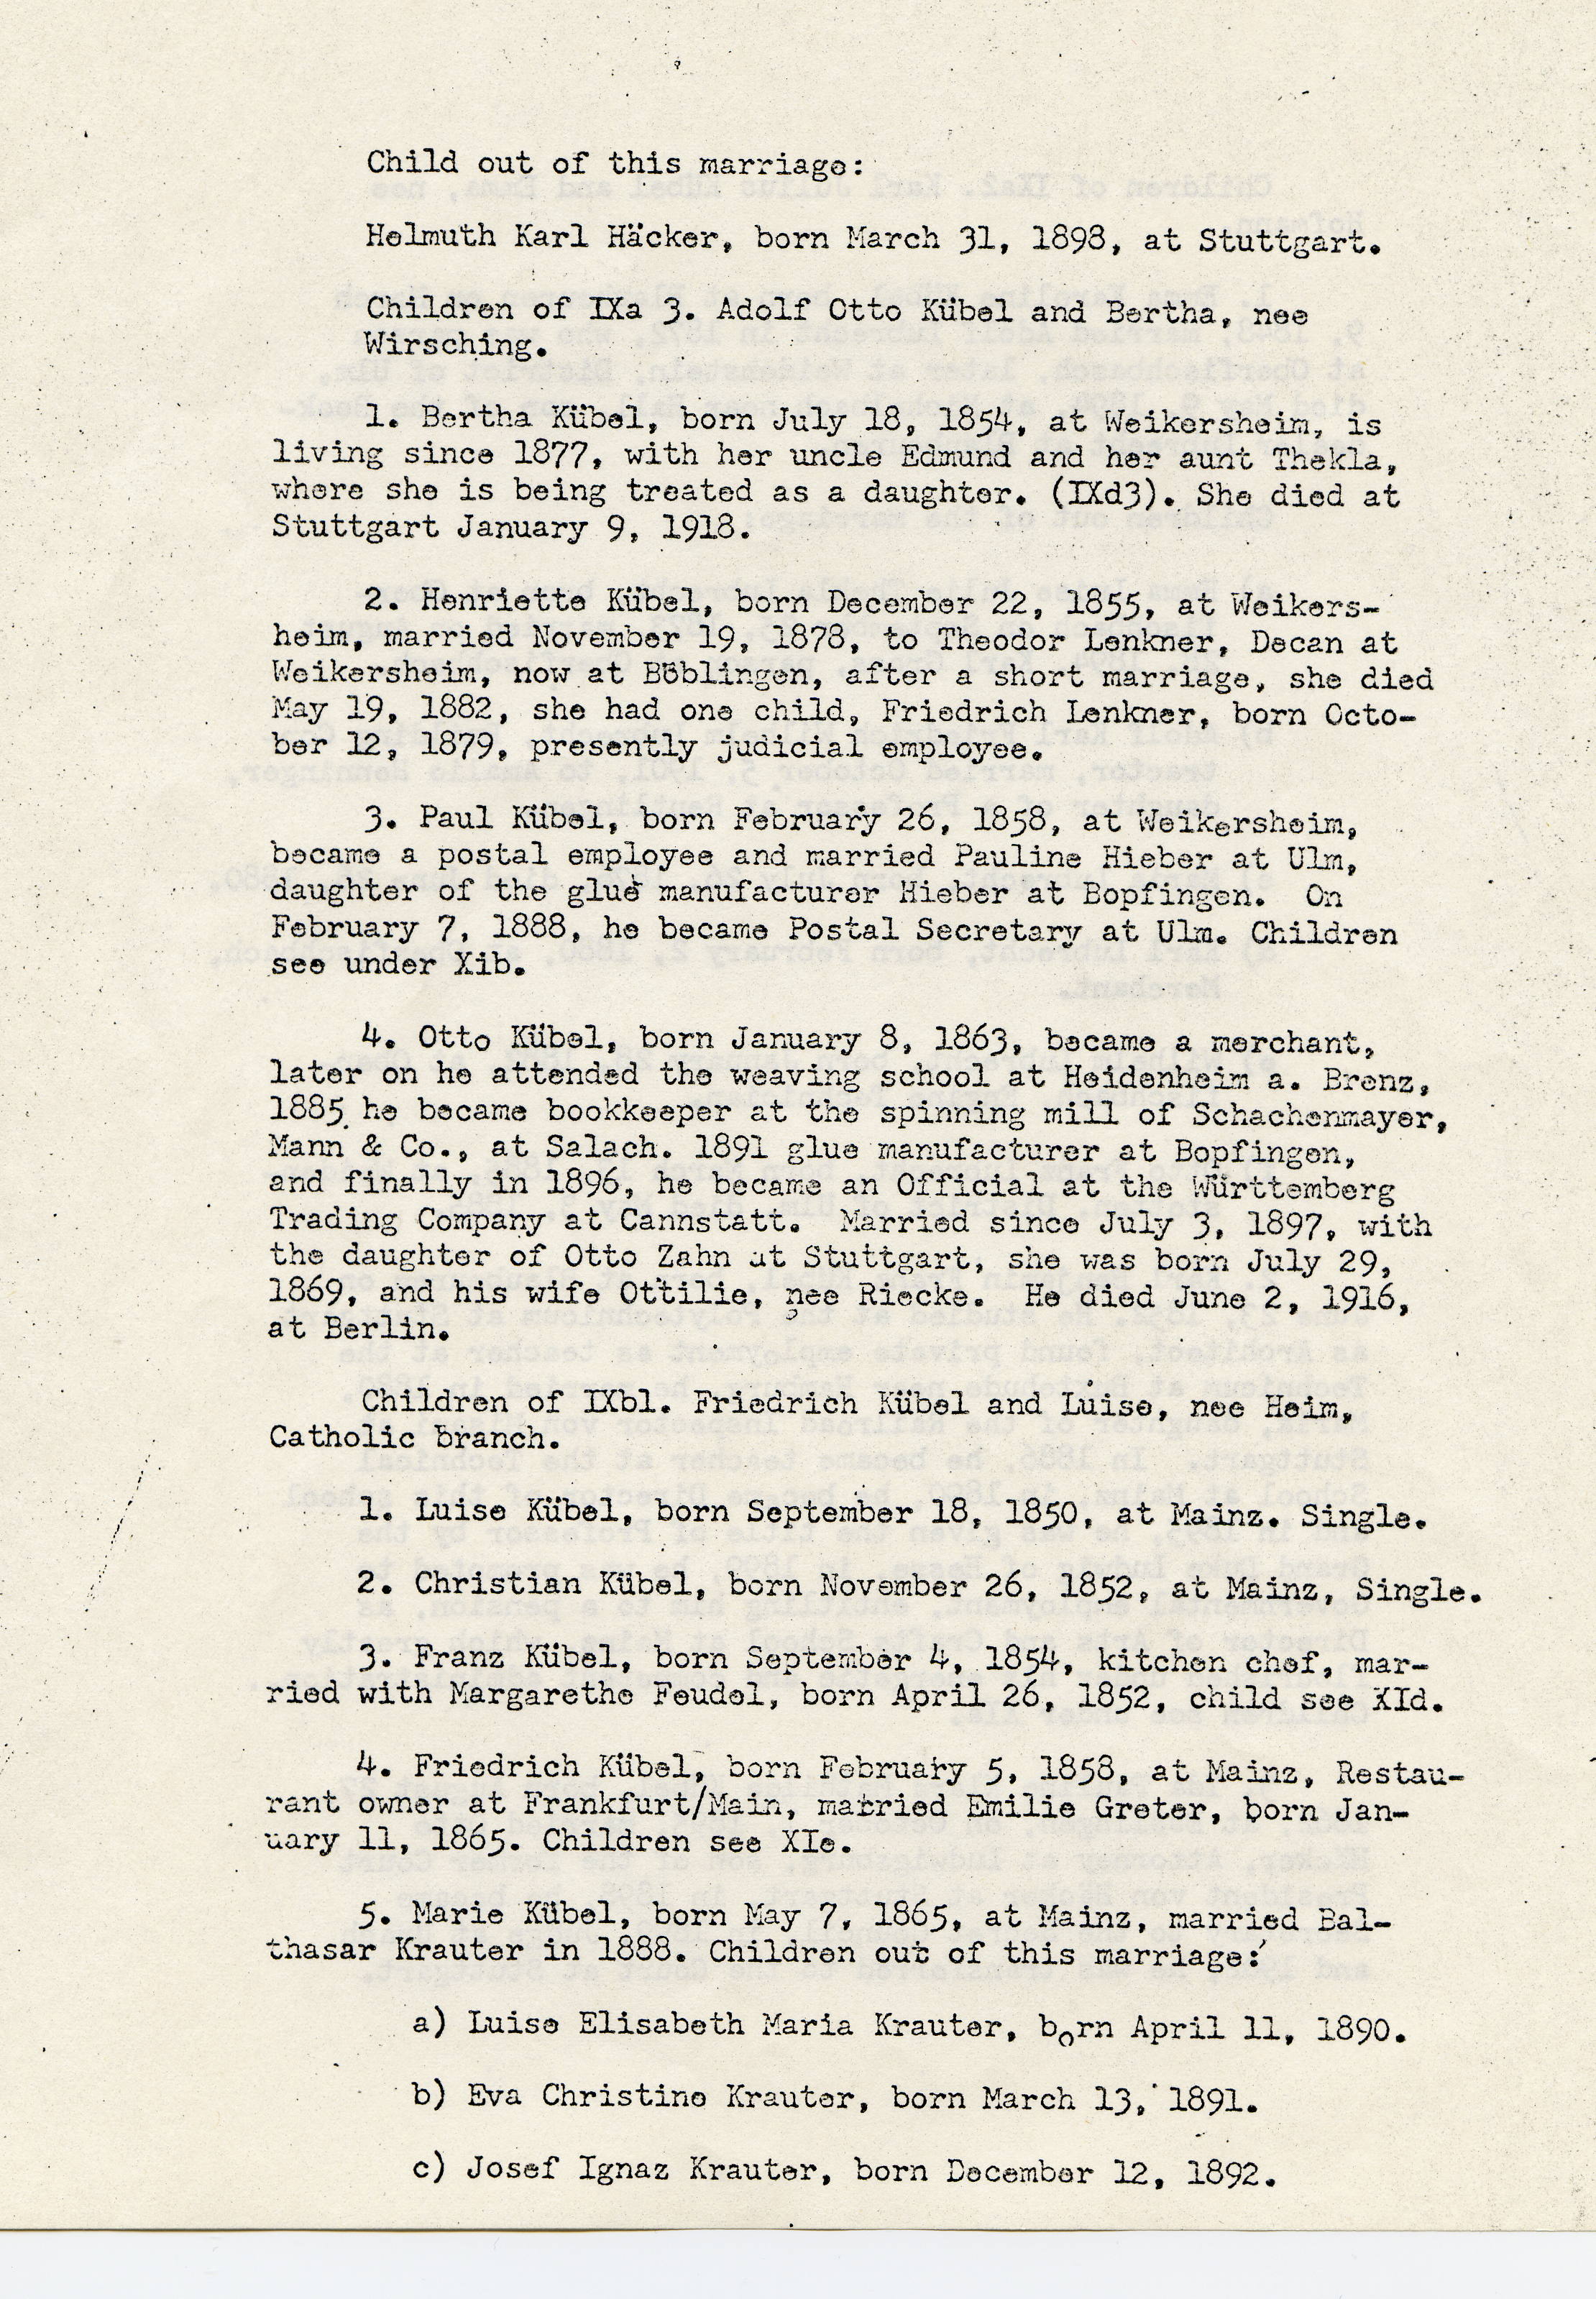 Child out of this marriage:
Helmuth Karl Häcker, born March 31, 1898, at Stuttgart.
Children of IXa 3. Adolf Otto Kübel and Bertha, nee
Wirsching.
1. Bertha Kübel, born July 18, 1854, at Weikersheim, is
living since 1877, with her uncle Edmund and her aunt Thekla,
where she is being treated as a daughter. (IXd3). She died at
Stuttgart January 9, 1918.
2. Henriette Kübel, born December 22, 1855, at Weikers-
heim, married November 19, 1878, to Theodor Lenkner, Decan at
Weikersheim, now at Böblingen, after a short marriage, she died
May 19, 1882, she had one child, Friedrich Lenkner, born Octo-
ber 12, 1879, presently judicial employee.
3. Paul Kübel, born February 26, 1858, at Weikersheim,
became a postal employee and married Pauline Hieber at Ulm,
daughter of the glue manufacturer Hieber at Bopfingen. On
February 7, 1888, he became Postal Secretary at Ulm. Children
see under Xib.
4. Otto Kübel, born January 8, 1863, became a merchant,
later on he attended the weaving school at Heidenheim a. Brenz,
1885 he became bookkeeper at the spinning mill of Schachenmayer,
Mann & Co., at Salach. 1891 glue manufacturer at Bopfingen,
and finally in 1896, he became an Official at the Württemberg
Trading Company at Cannstatt. Married since July 3, 1897, with
the daughter of Otto Zahn at Stuttgart, she was born July 29,
1869, and his wife Ottilie, nee Riecke. He died June 2, 1916,
at Berlin.
Children of IXbl. Friedrich Kübel and Luise, nee Heim,
Catholic branch.
1. Luise Kübel, born September 18, 1850, at Mainz. Single.
2. Christian Kübel, born November 26, 1852, at Mainz, Single.
3. Franz Kübel, born September 4, 1854, kitchen chef, mar-
ried with Margarethe Feudel, born April 26, 1852, child see XId.
4. Friedrich Kübel, born February 5, 1858, at Mainz, Restau-
rant owner at Frankfurt/Main, married Emilie Greter, born Jan-
uary 11, 1865. Children see XIe.
5. Marie Kübel, born May 7, 1865, at Mainz, married Bal-
thasar Krauter in 1888. Children out of this marriage:
a) Luise Elisabeth Maria Krauter, born April 11, 1890.
b) Eva Christine Krauter, born March 13, 1891.
c) Josef Ignaz Krauter, born December 12, 1892.